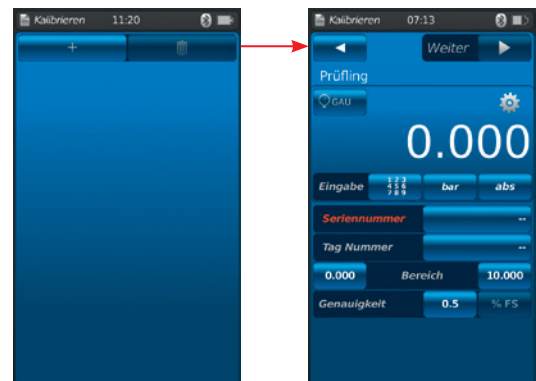 Kalibrieren 11:20
+
Kalibrieren 07:13
Weiter
Prüfling
GAU
0.000
Eingabe 1 2 3 4 5 6 7 8 9 bar abs
Seriennummer --
Tag Nummer --
0.000 Bereich 10.000
Genauigkeit 0.5 % FS